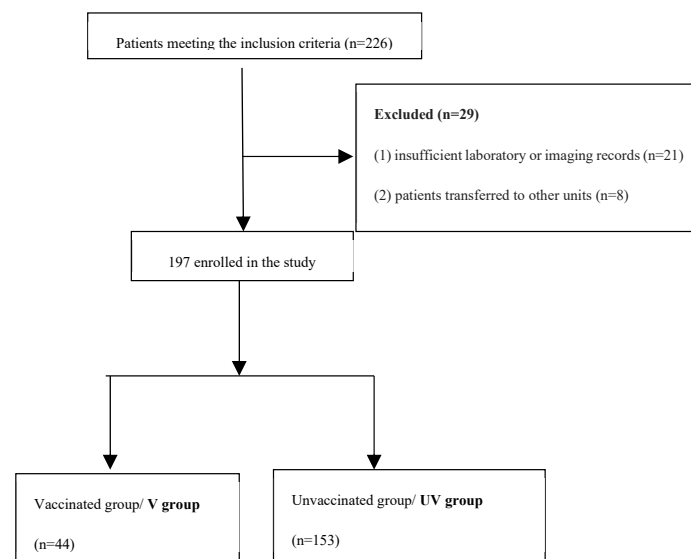 Patients meeting the inclusion criteria (n=226)
Excluded (n=29)
(1) insufficient laboratory or imaging records (n=21)
(2) patients transferred to other units (n=8)
197 enrolled in the study
Vaccinated group/ V group
(n=44)
Unvaccinated group/ UV group
(n=153)